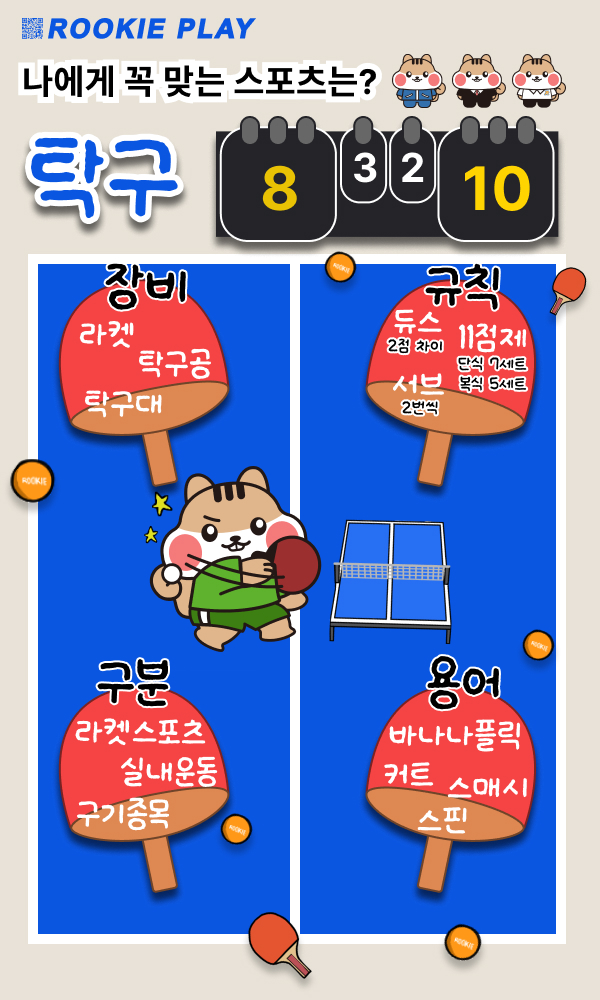 ROOKIE PLAY
나에게 꼭 맞는 스포츠는?
탁구
8
3
2
10
장비
라켓
탁구공
탁구대
규칙
듀스
2점 차이
11점제
단식 7세트
복식 5세트
서브
2번씩
ROOKIE
ROOKIE
ROOKIE
구분
라켓스포츠
실내운동
구기종목
용어
바나나플릭
커트
스매시
스핀
ROOKIE
ROOKIE